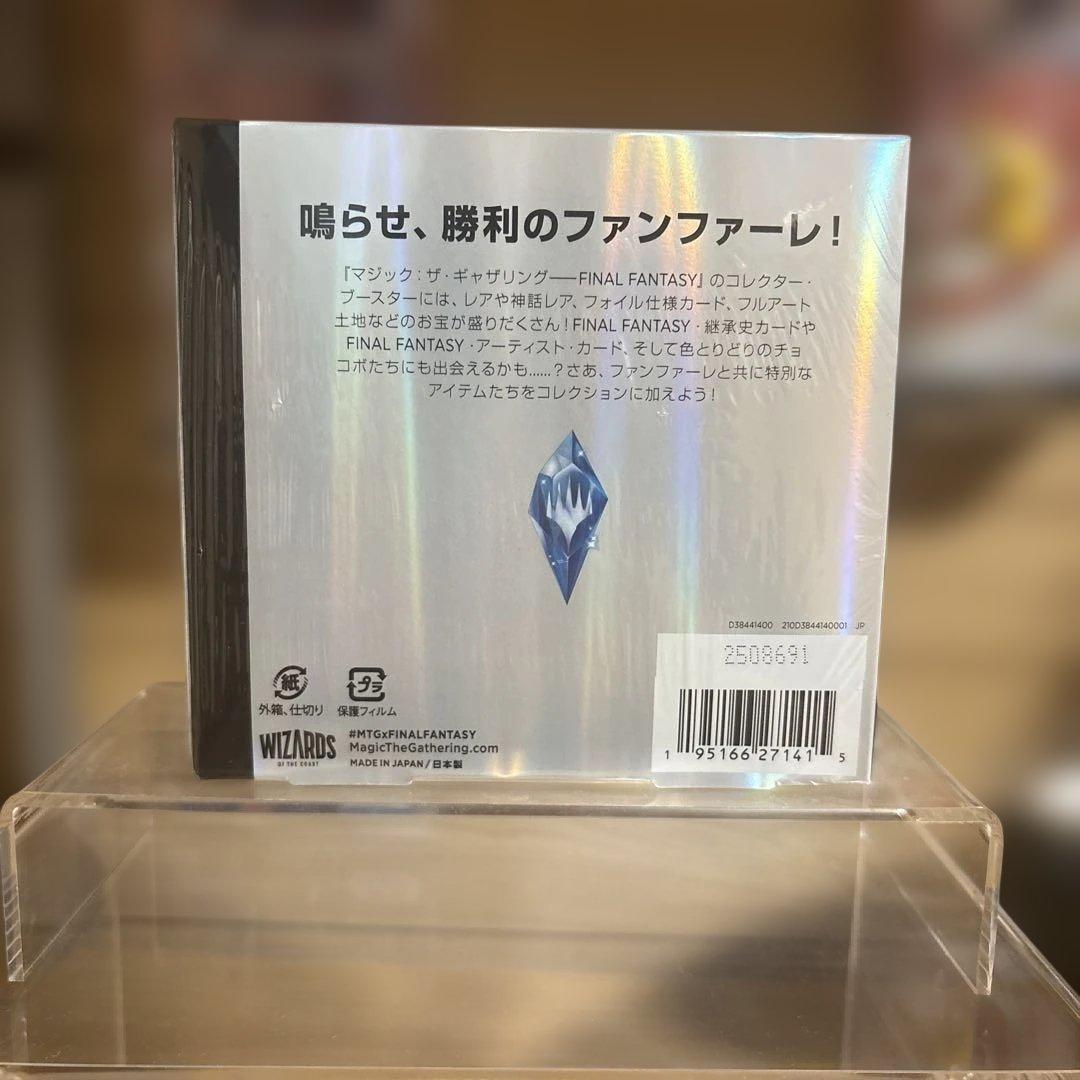 鳴らせ、勝利のファンファーレ！
『マジック：ザ・ギャザリング――FINAL FANTASY』のコレクター・
ブースターには、レアや神話レア、フォイル仕様カード、フルアート
土地などのお宝が盛りだくさん！FINAL FANTASY・継承史カードや
FINAL FANTASY・アーティスト・カード、そして色とりどりのチョ
コボたちにも出会えるかも......？さあ、ファンファーレと共に特別な
アイテムたちをコレクションに加えよう！
D38441400 210D3844140001 JP
2508691
1 95166 27141 5
紙
外箱、仕切り
プラ
保護フィルム
WIZARDS
OF THE COAST
#MTGxFINALFANTASY
MagicTheGathering.com
MADE IN JAPAN / 日本製